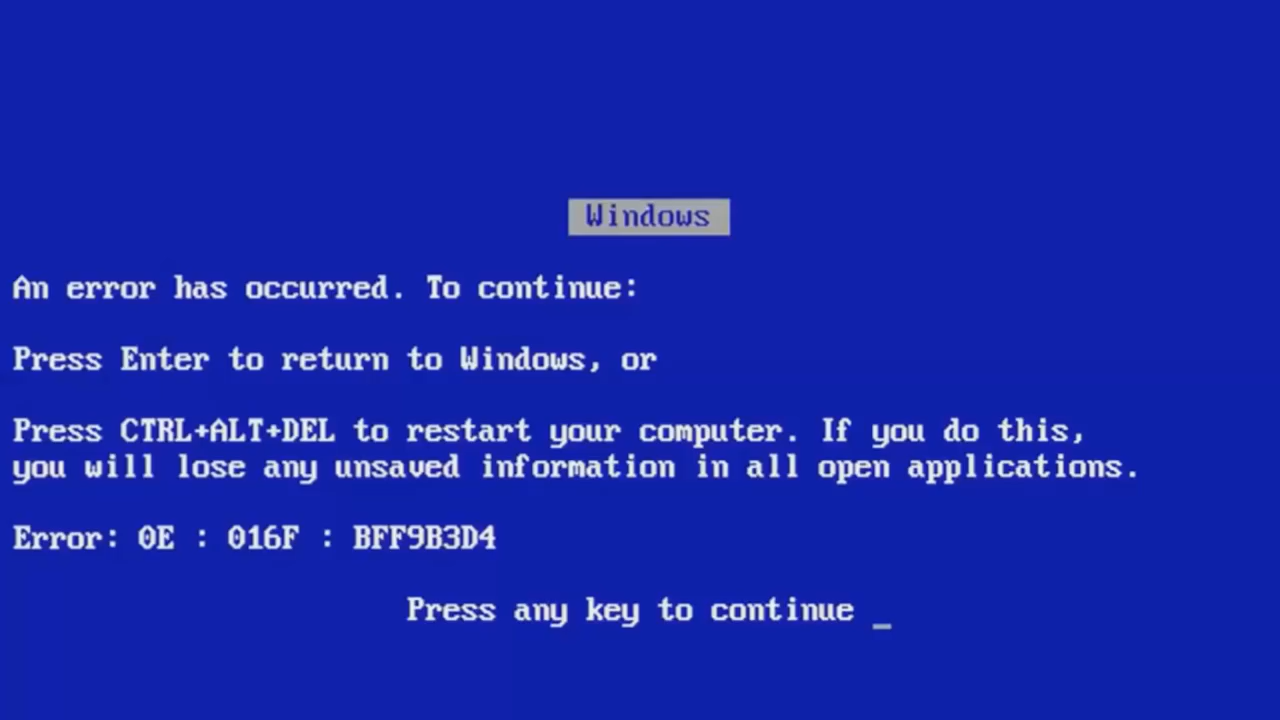 Windows
An error has occurred. To continue:
Press Enter to return to Windows, or
Press CTRL+ALT+DEL to restart your computer. If you do this,
you will lose any unsaved information in all open applications.
Error: 0E : 016F : BFF9B3D4
Press any key to continue _